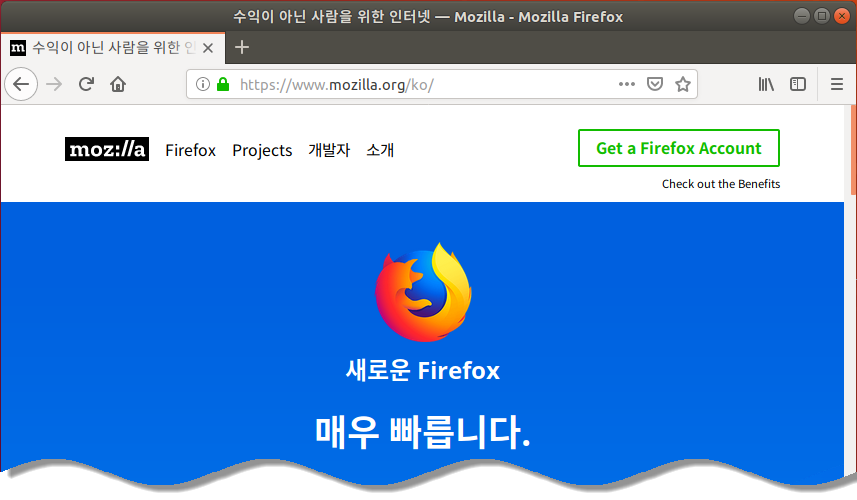 수익이 아닌 사람을 위한 인터넷 — Mozilla - Mozilla Firefox
m 수익이 아닌 사람을 위한 인
https://www.mozilla.org/ko/
moz://a Firefox Projects 개발자 소개
Get a Firefox Account
Check out the Benefits
새로운 Firefox
매우 빠릅니다.